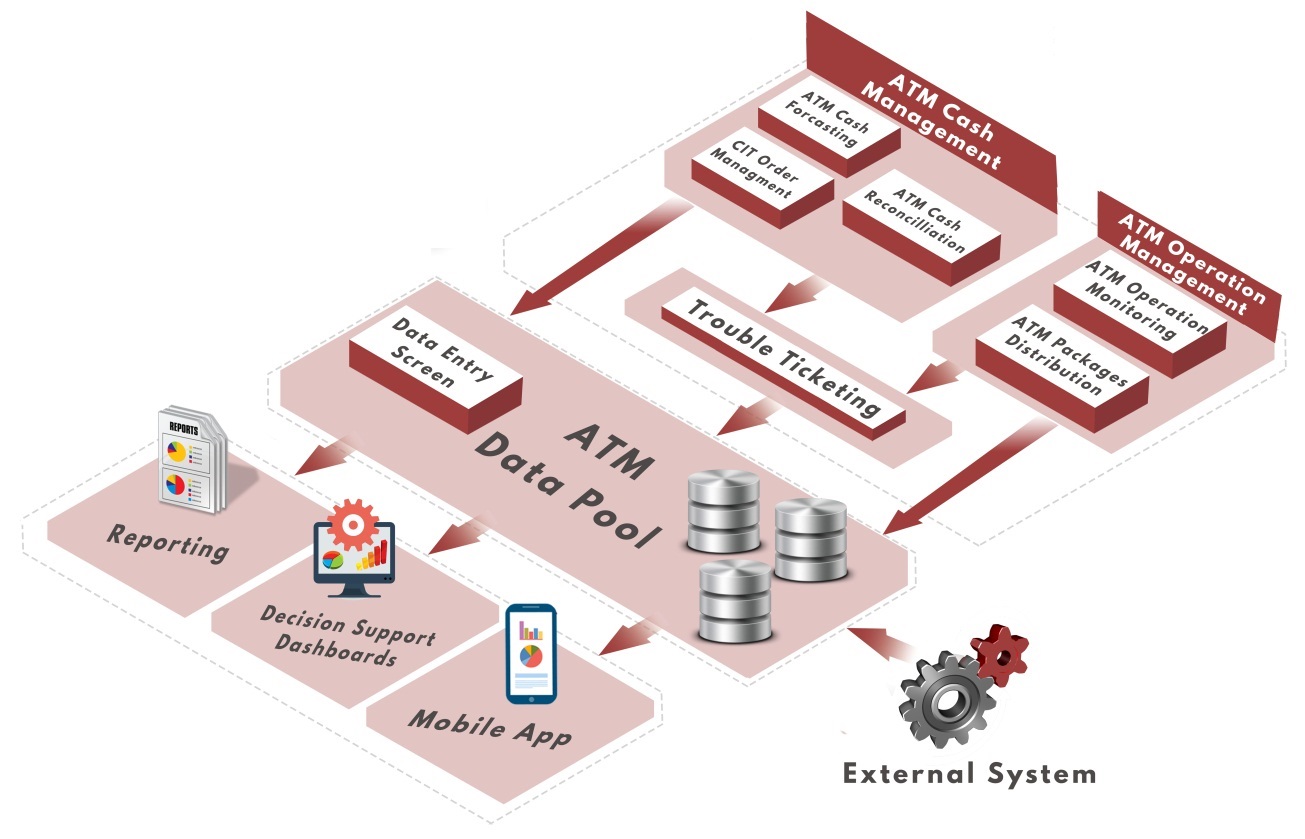 ATM Cash
Management
ATM Cash
Forcasting
CIT Order
Managment
ATM Cash
Reconcilliation
ATM Operation
Management
ATM Operation
Monitoring
ATM Packages
Distribution
Trouble Ticketing
Data Entry
Screen
ATM
Data Pool
REPORTS
Reporting
Decision Support
Dashboards
Mobile App
External System